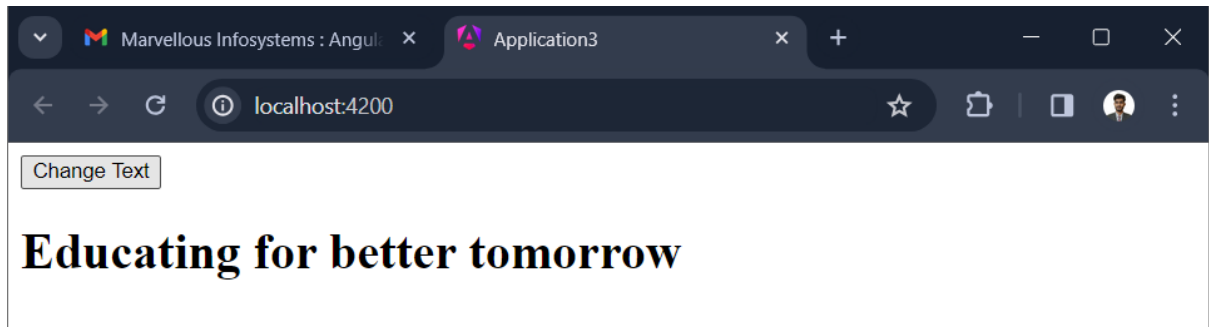 Marvellous Infosystems : Angul
Application3
localhost:4200
Change Text
Educating for better tomorrow